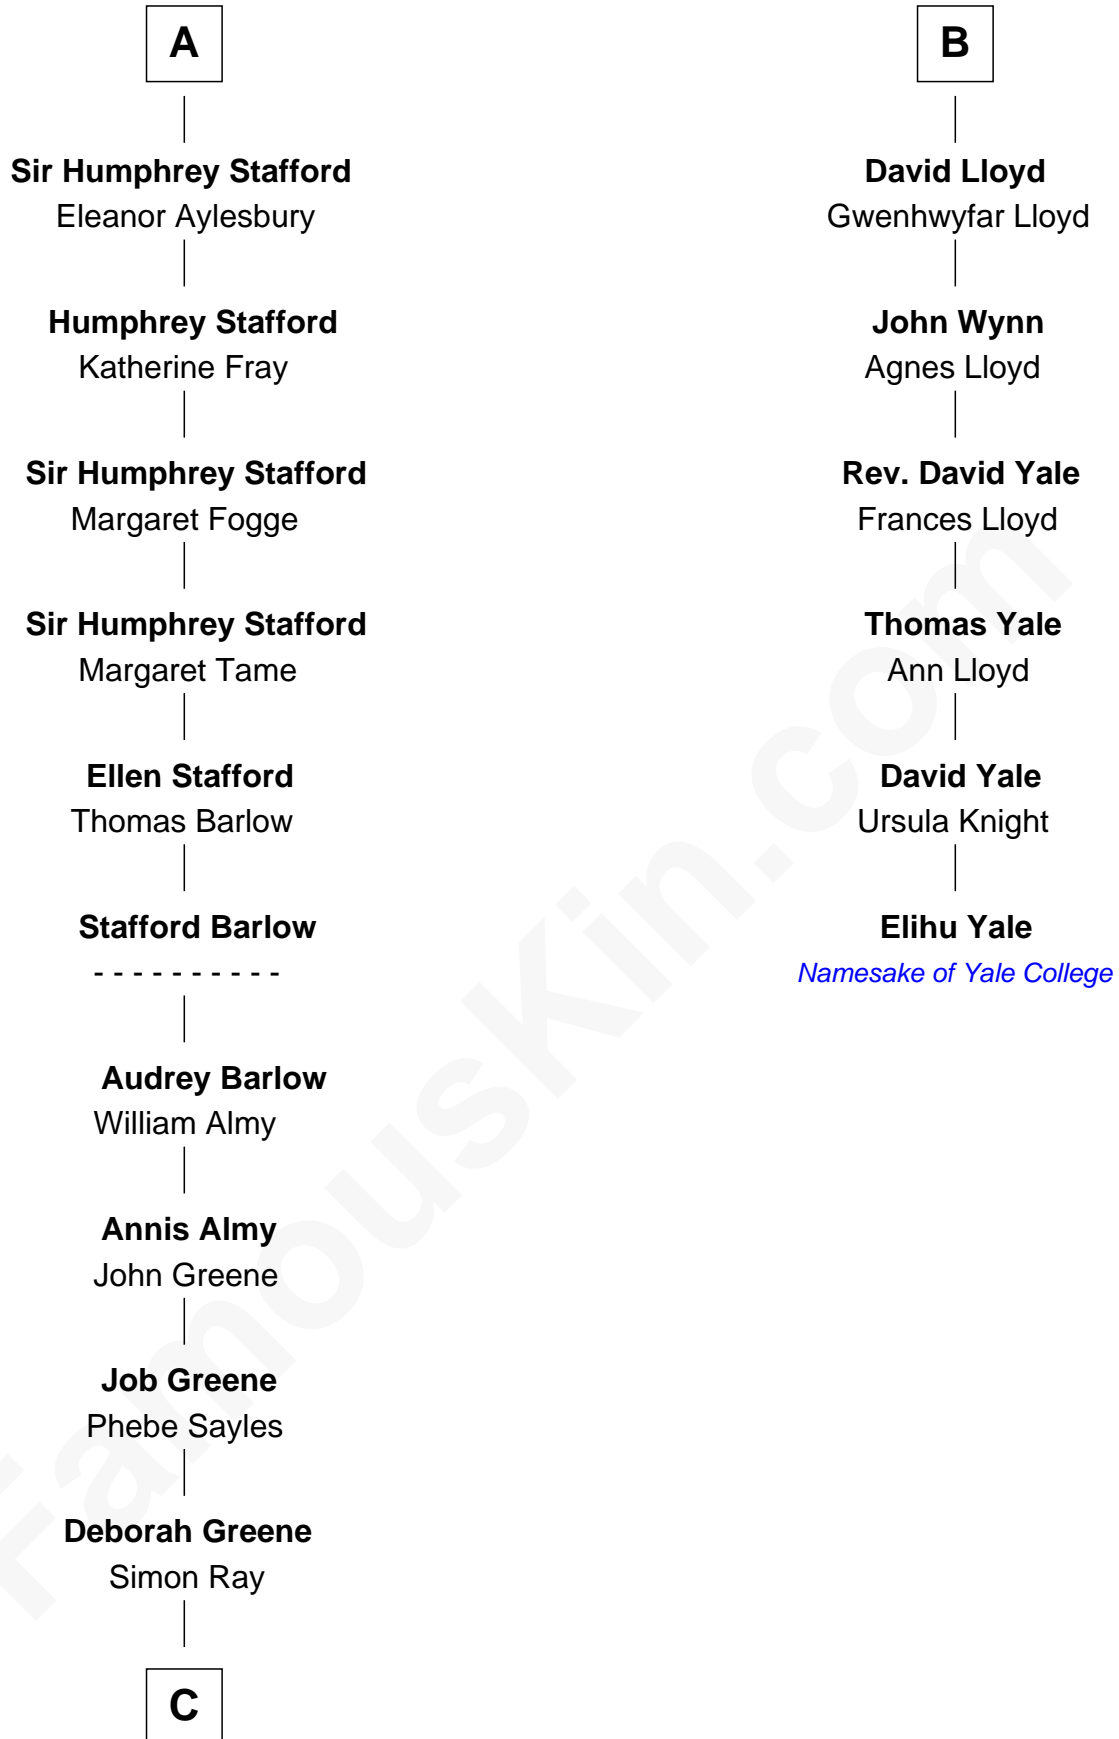 A
Sir Humphrey Stafford
Eleanor Aylesbury
Humphrey Stafford
Katherine Fray
Sir Humphrey Stafford
Margaret Fogge
Sir Humphrey Stafford
Margaret Tame
Ellen Stafford
Thomas Barlow
Stafford Barlow
- - - - - - - - - -
Audrey Barlow
William Almy
Annis Almy
John Greene
Job Greene
Phebe Sayles
Deborah Greene
Simon Ray
C
B
David Lloyd
Gwenhwyfar Lloyd
John Wynn
Agnes Lloyd
Rev. David Yale
Frances Lloyd
Thomas Yale
Ann Lloyd
David Yale
Ursula Knight
Elihu Yale
Namesake of Yale College
FamousKin.com